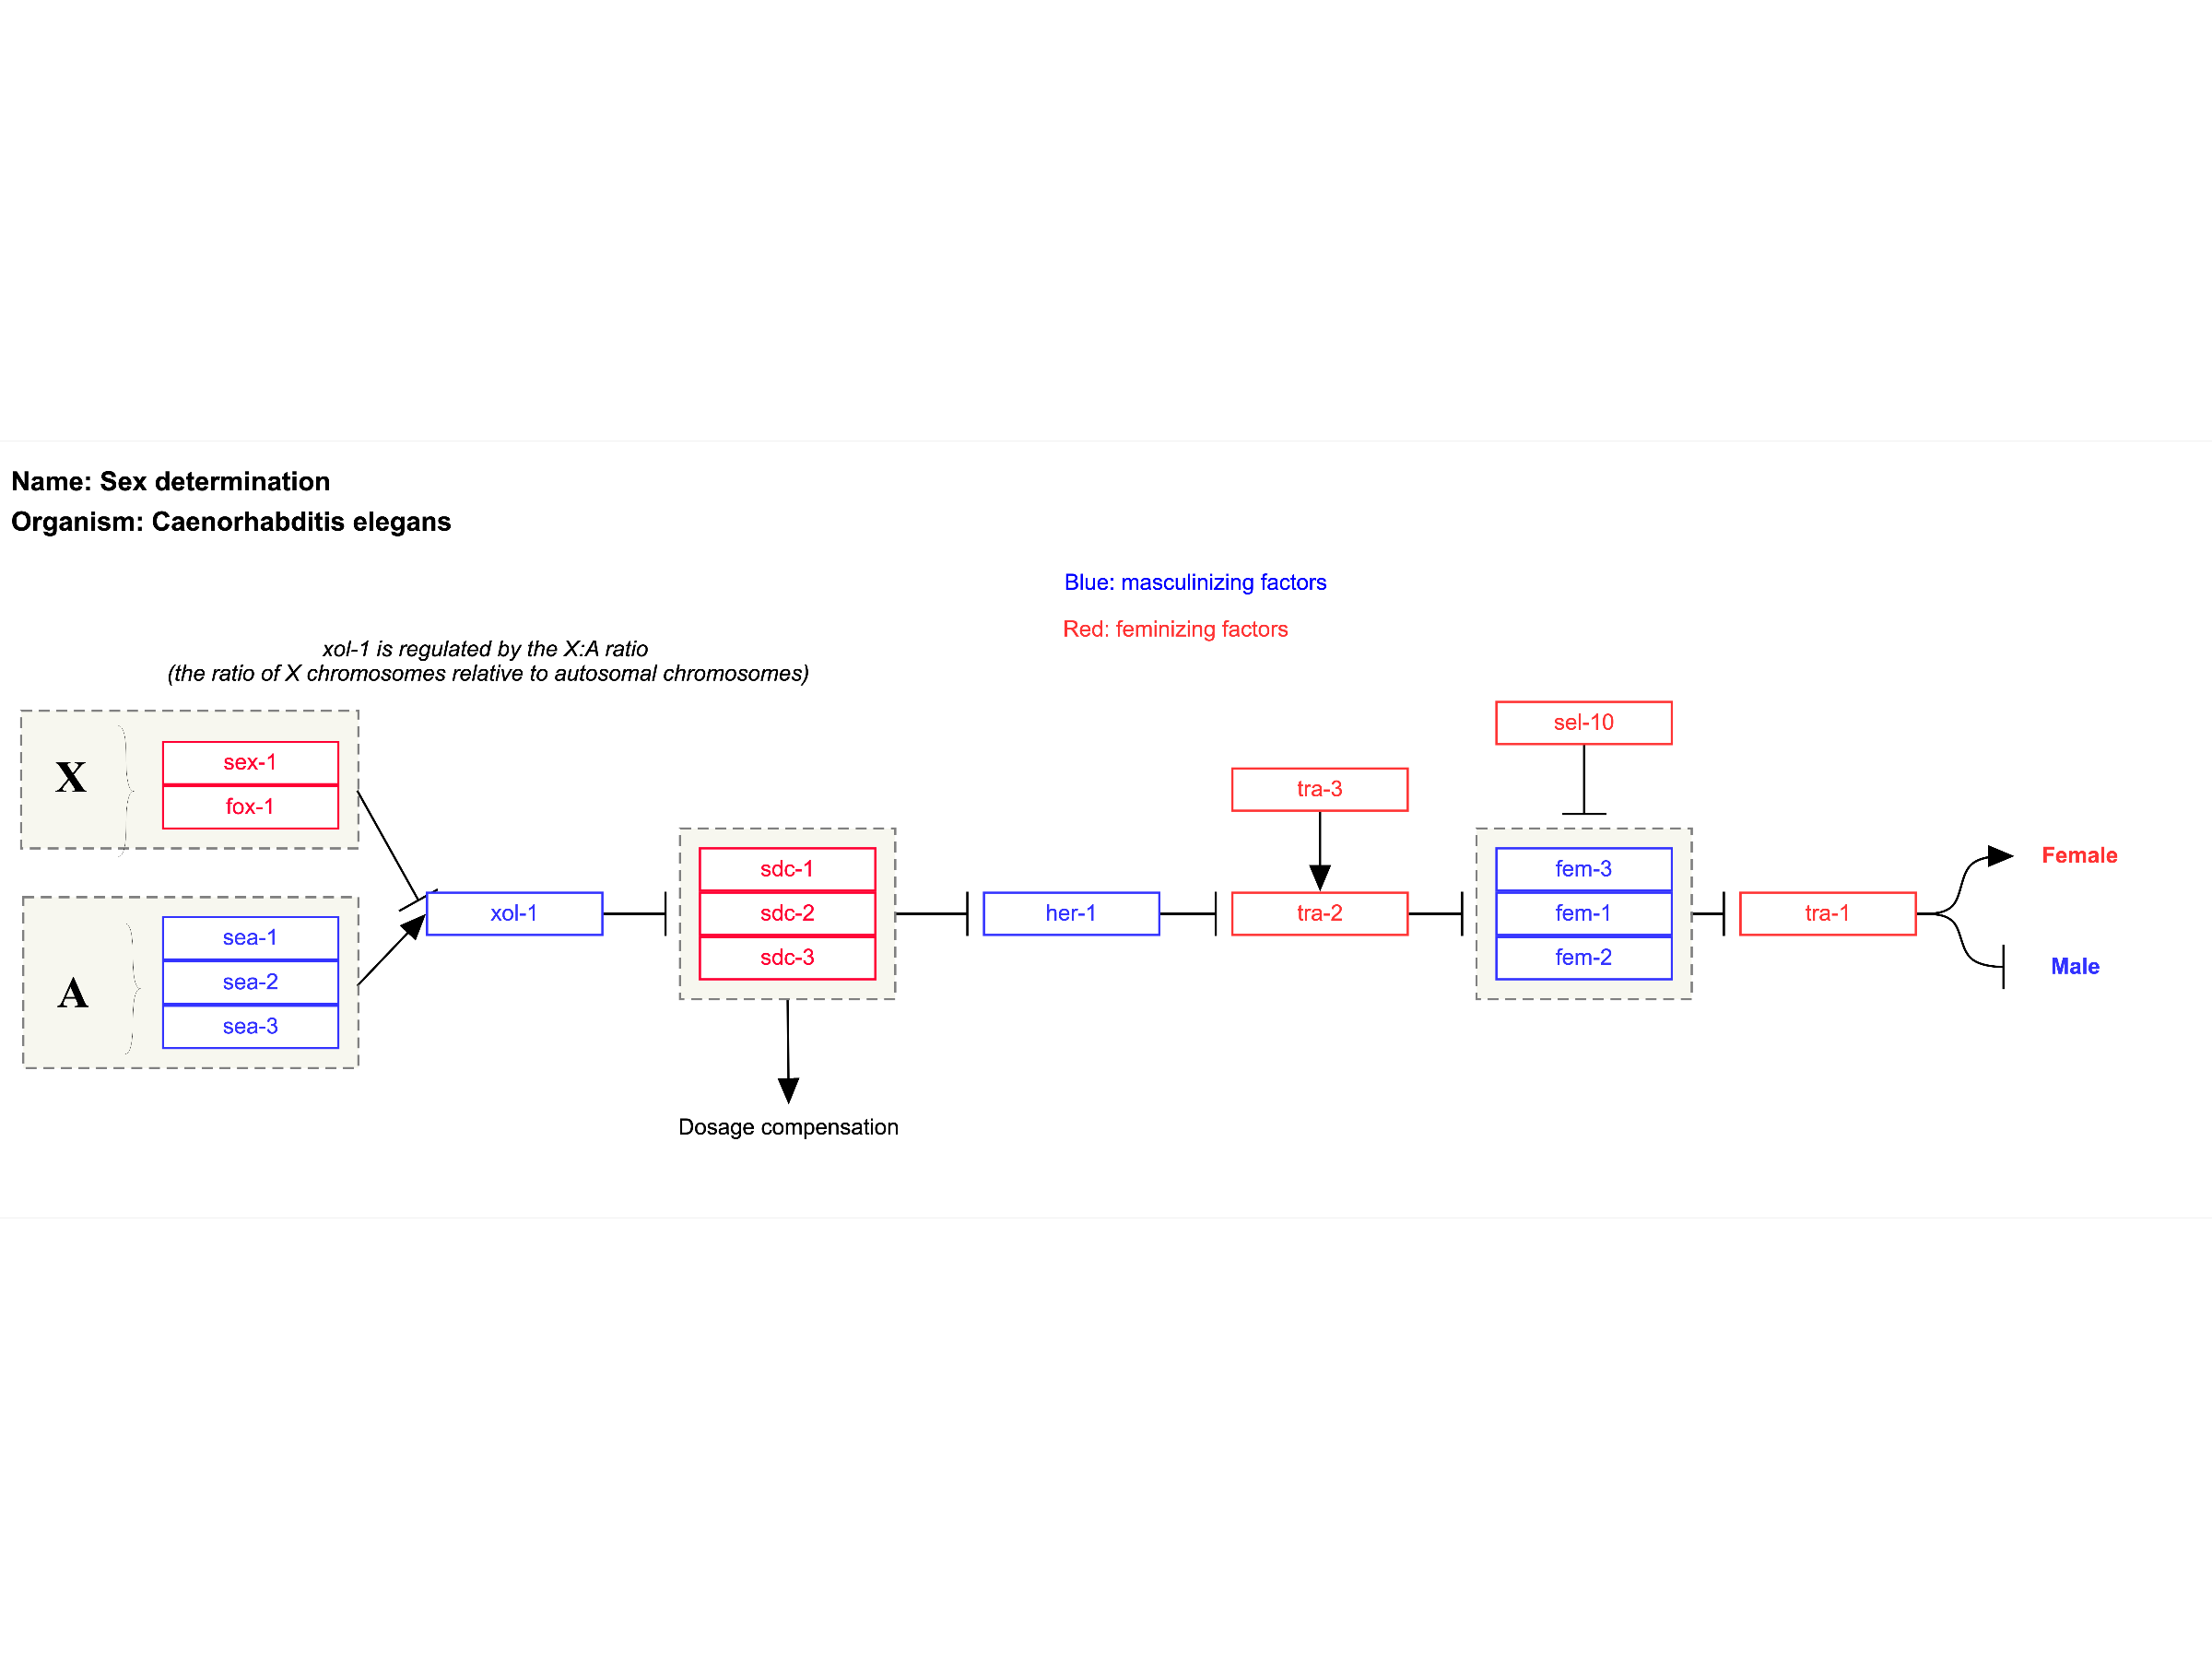 Name: Sex determination
Organism: Caenorhabditis elegans
Blue: masculinizing factors
Red: feminizing factors
xol-1 is regulated by the X:A ratio
(the ratio of X chromosomes relative to autosomal chromosomes)
X
sex-1
fox-1
A
sea-1
sea-2
sea-3
xol-1
sdc-1
sdc-2
sdc-3
Dosage compensation
her-1
tra-3
tra-2
sel-10
fem-3
fem-1
fem-2
tra-1
Female
Male